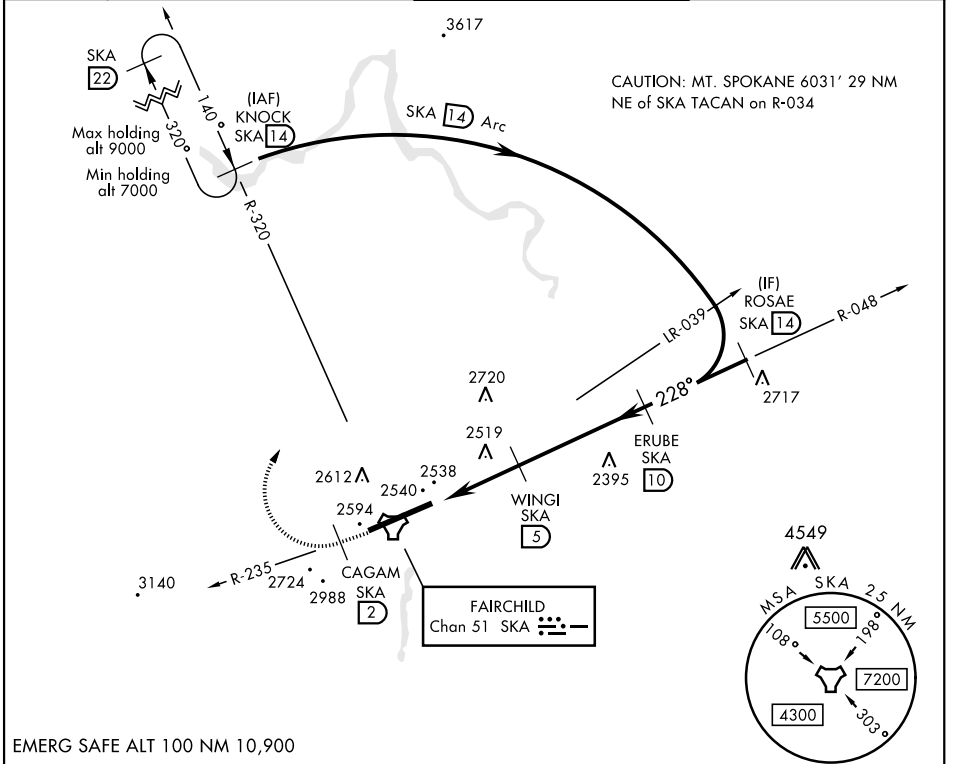 3617
SKA
22
(IAF)
KNOCK
SKA 14
140°
320°
Max holding
alt 9000
Min holding
alt 7000
R-320
SKA 14 Arc
CAUTION: MT. SPOKANE 6031' 29 NM
NE of SKA TACAN on R-034
(IF)
ROSAE
SKA 14
R-048
LR-039
228°
2717
2720
2519
ERUBE
SKA
10
2395
WINGI
SKA
5
2612
2538
2540
2594
R-235
2724
2988
3140
CAGAM
SKA
2
FAIRCHILD
Chan 51 SKA
4549
MSA SKA 25 NM
5500
108°
198°
7200
4300
303°
EMERG SAFE ALT 100 NM 10,900